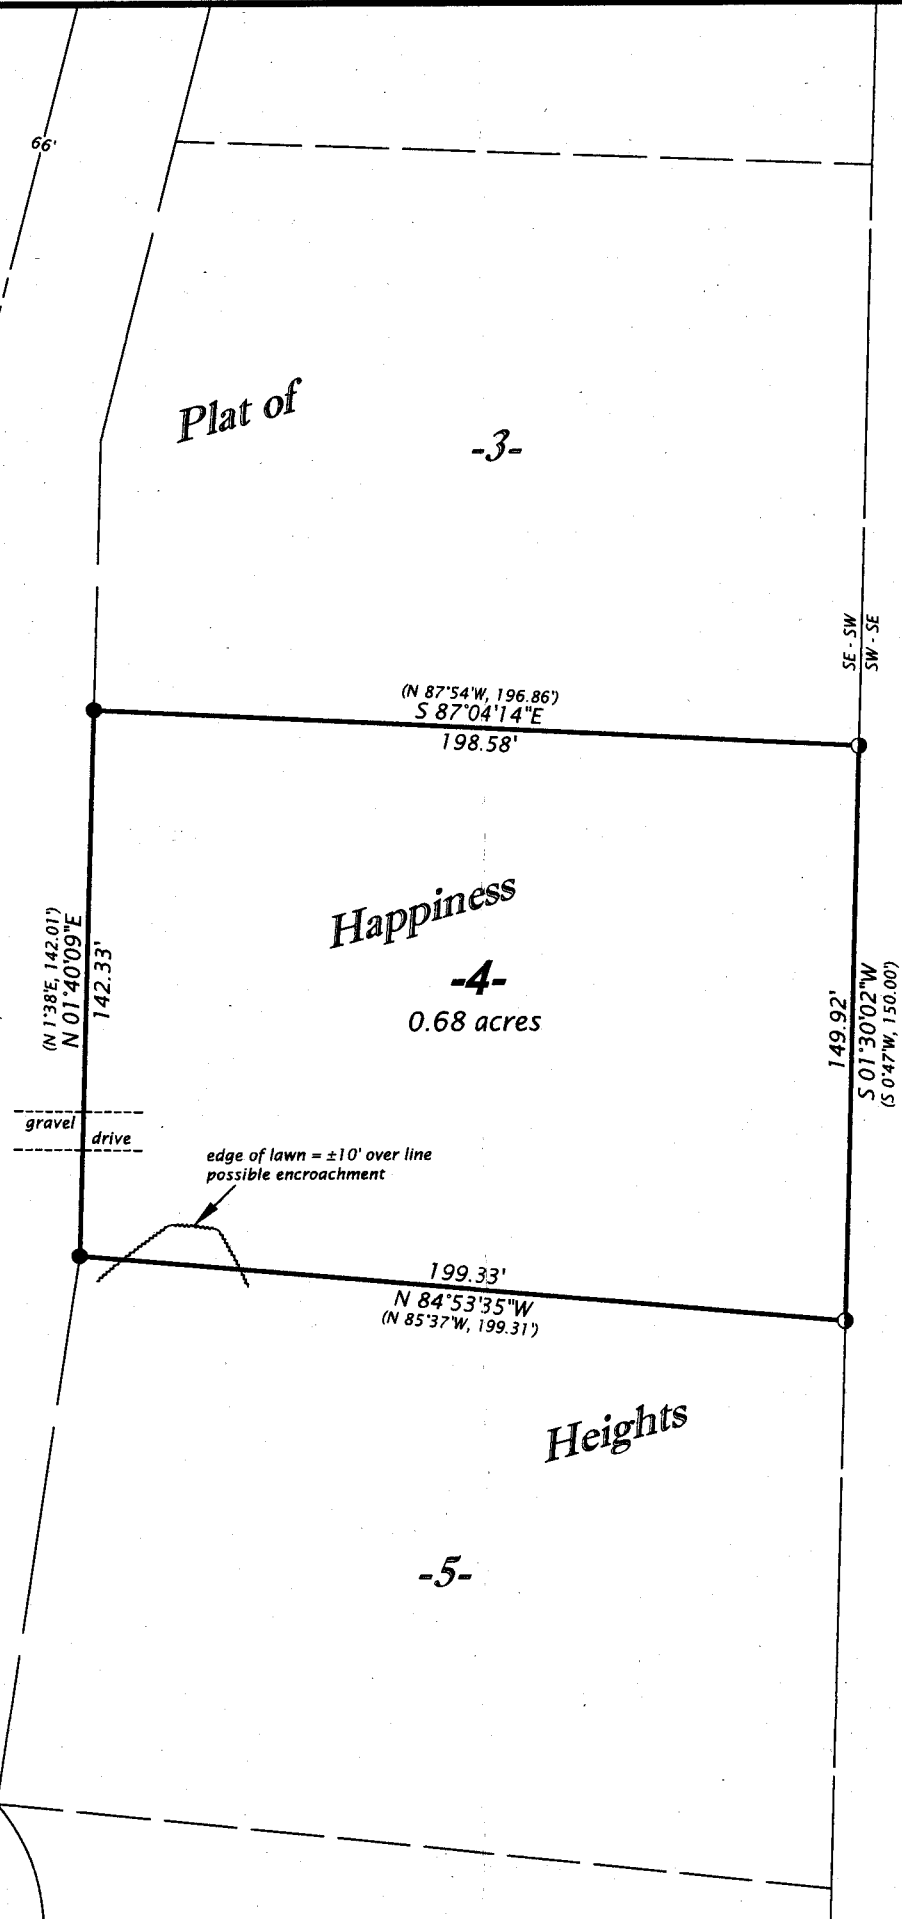 66'
Plat of
-3-
SE - SW
SW - SE
(N 87°54'W, 196.86')
S 87°04'14"E
198.58'
Happiness
-4-
0.68 acres
(N 1°38'E, 142.01')
N 01°40'09"E
142.33'
149.92'
S 01°30'02"W
(S 0°47'W, 150.00')
gravel
drive
edge of lawn = ±10' over line
possible encroachment
199.33'
N 84°53'35"W
(N 85°37'W, 199.31')
Heights
-5-